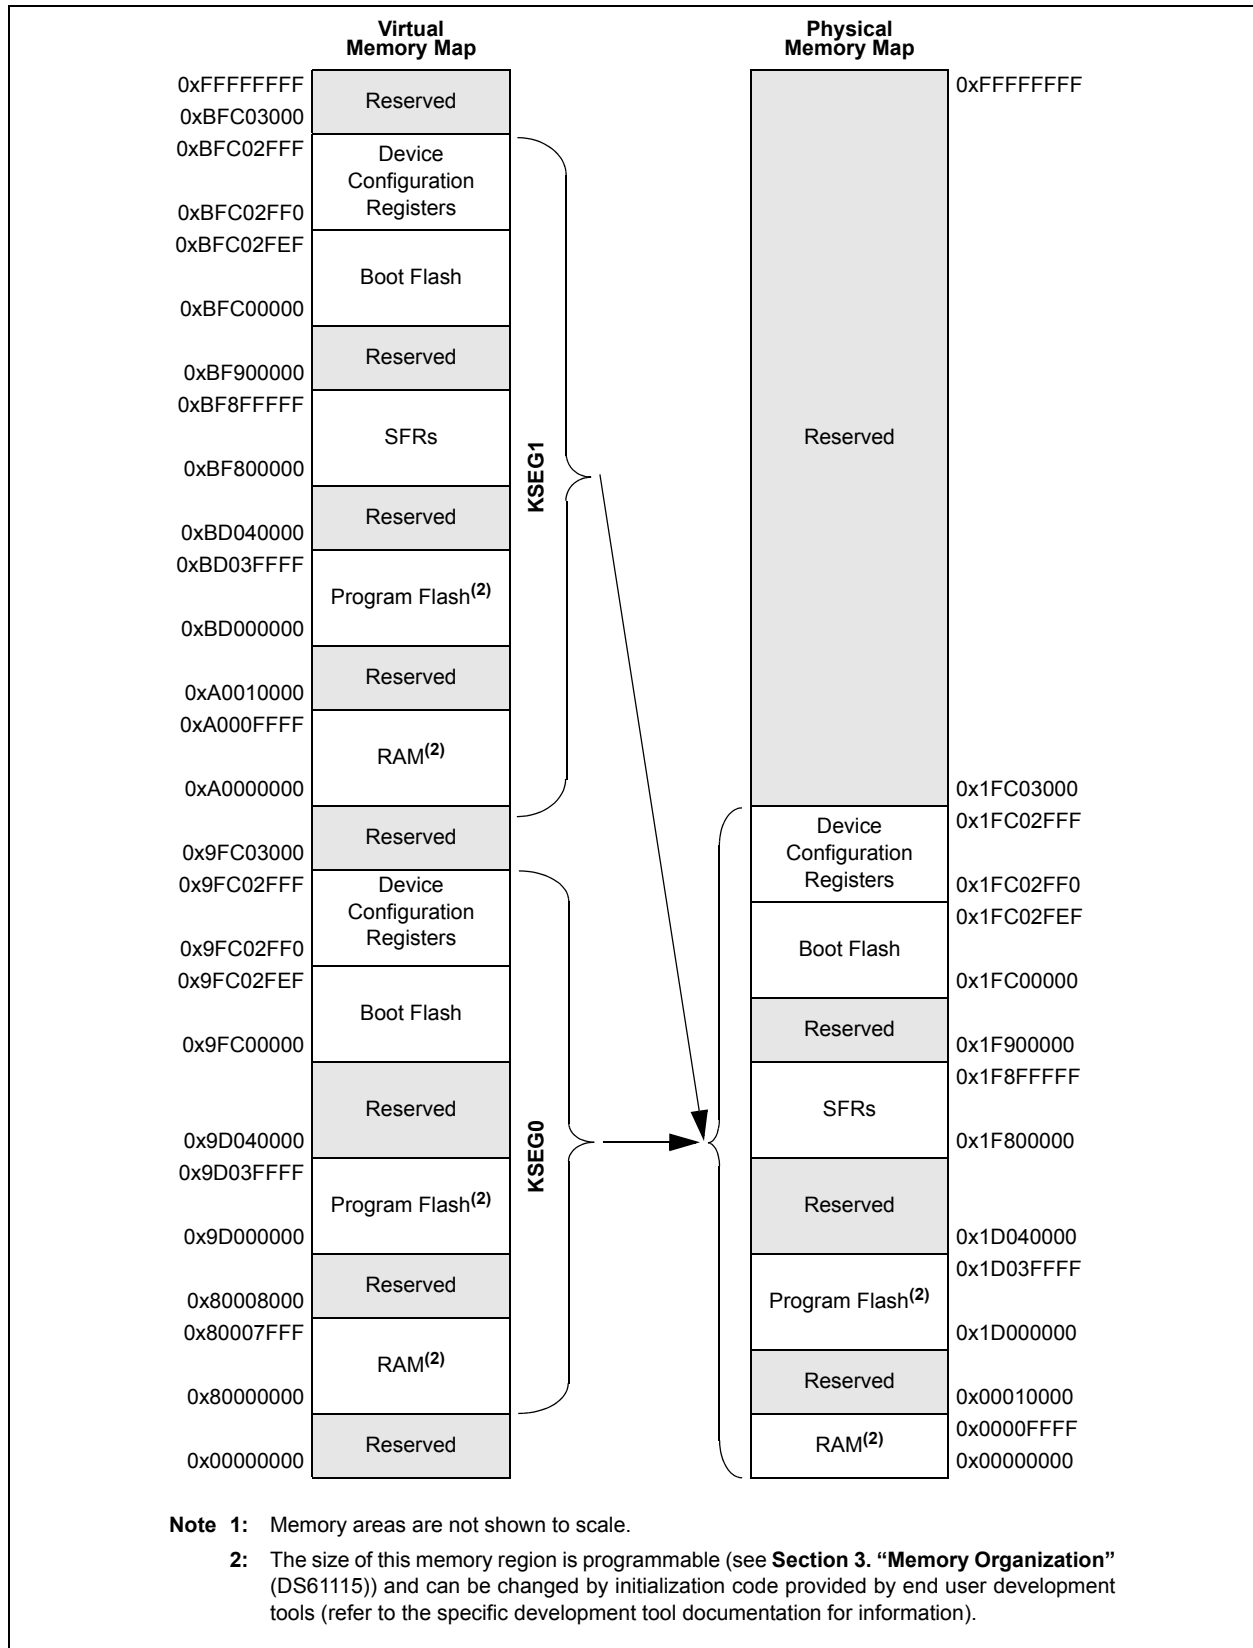 Virtual
Memory Map
0xFFFFFFFF
Reserved
0xBFC03000
0xBFC02FFF
Device
Configuration
Registers
0xBFC02FF0
0xBFC02FEF
Boot Flash
0xBFC00000
Reserved
0xBF900000
0xBF8FFFFF
SFRs
0xBF800000
Reserved
0xBD040000
0xBD03FFFF
Program Flash(2)
0xBD000000
Reserved
0xA0010000
0xA000FFFF
RAM(2)
0xA0000000
Reserved
0x9FC03000
0x9FC02FFF
Device
Configuration
Registers
0x9FC02FF0
0x9FC02FEF
Boot Flash
0x9FC00000
Reserved
0x9D040000
0x9D03FFFF
Program Flash(2)
0x9D000000
Reserved
0x80008000
0x80007FFF
RAM(2)
0x80000000
Reserved
0x00000000
KSEG1
KSEG0
Physical
Memory Map
0xFFFFFFFF
Reserved
0x1FC03000
0x1FC02FFF
Device
Configuration
Registers
0x1FC02FF0
0x1FC02FEF
Boot Flash
0x1FC00000
Reserved
0x1F900000
0x1F8FFFFF
SFRs
0x1F800000
Reserved
0x1D040000
0x1D03FFFF
Program Flash(2)
0x1D000000
Reserved
0x00010000
0x0000FFFF
RAM(2)
0x00000000
Note 1: Memory areas are not shown to scale.
2: The size of this memory region is programmable (see Section 3. “Memory Organization”
(DS61115)) and can be changed by initialization code provided by end user development
tools (refer to the specific development tool documentation for information).